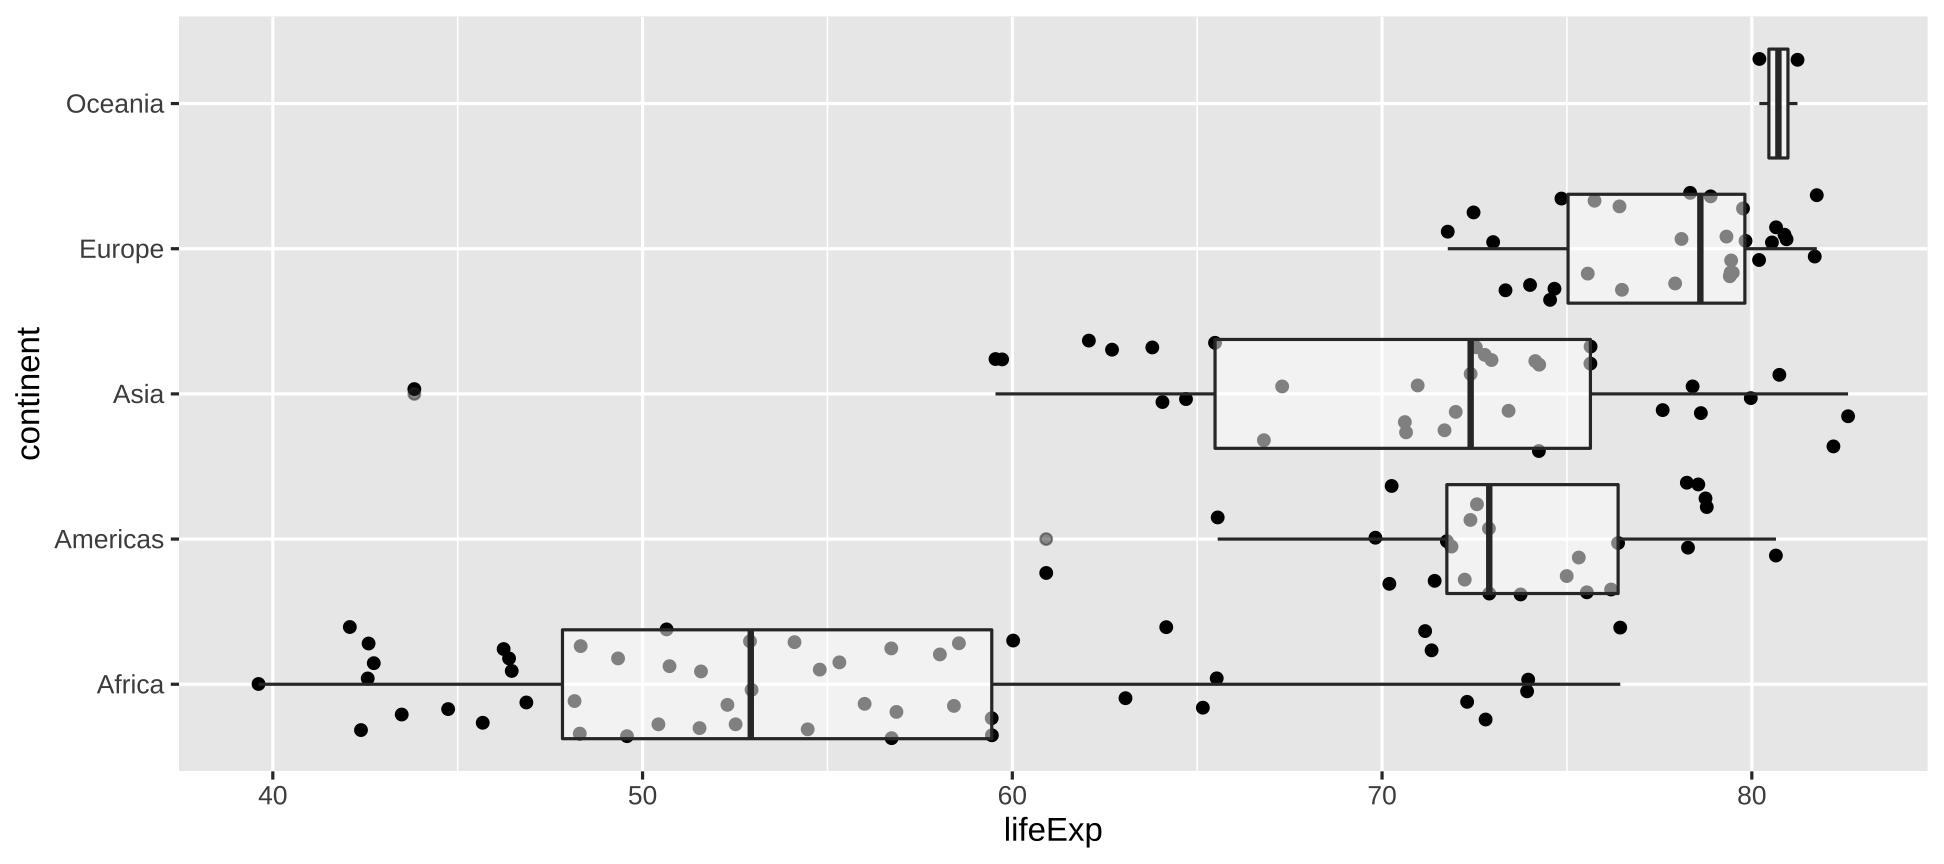 Oceania
Europe
Asia
Americas
Africa
continent
40 50 60 70 80
lifeExp